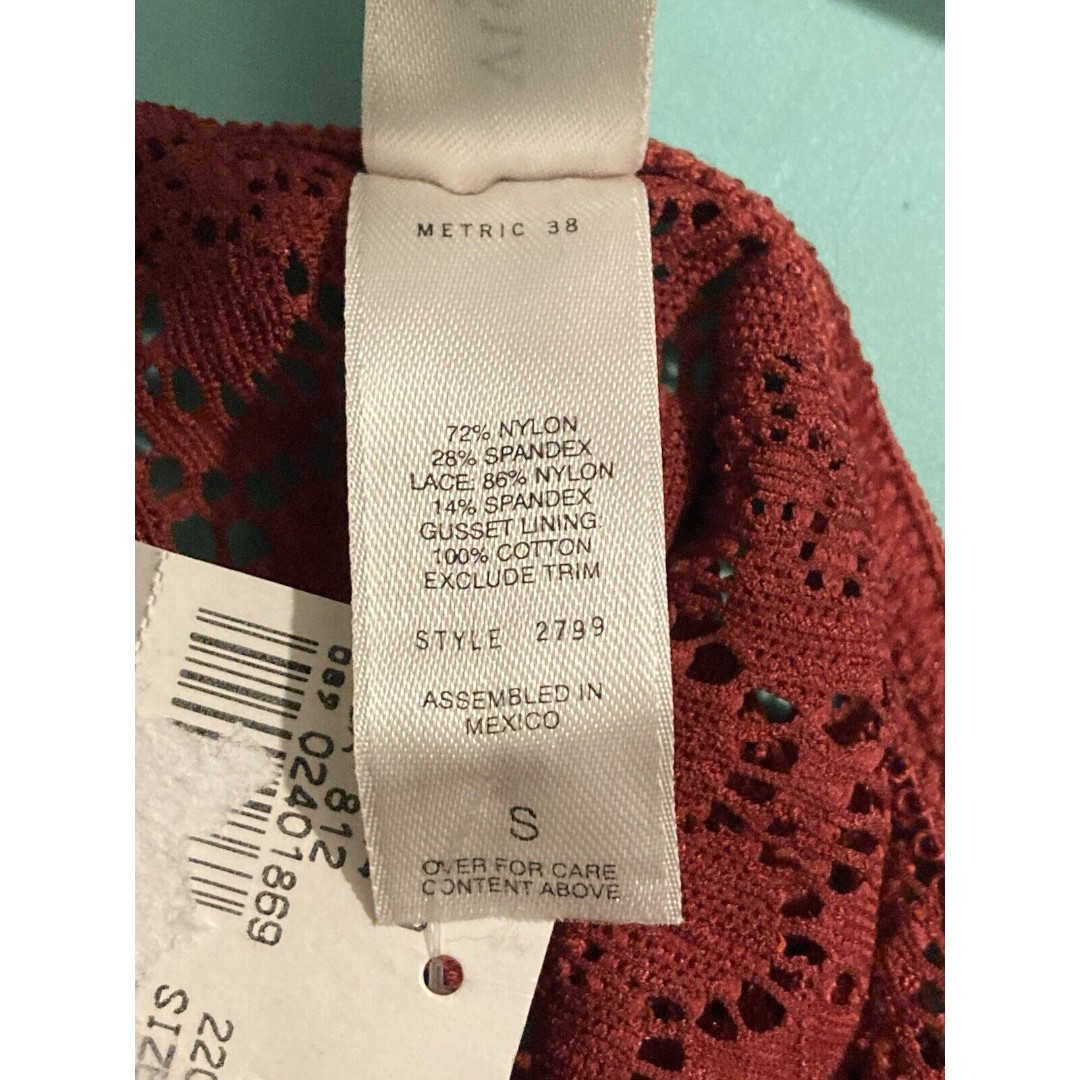 METRIC 38
72% NYLON
28% SPANDEX
LACE: 86% NYLON
14% SPANDEX
GUSSET LINING:
100% COTTON
EXCLUDE TRIM
STYLE 2799
ASSEMBLED IN
MEXICO
S
OVER FOR CARE
CONTENT ABOVE
812
02401869